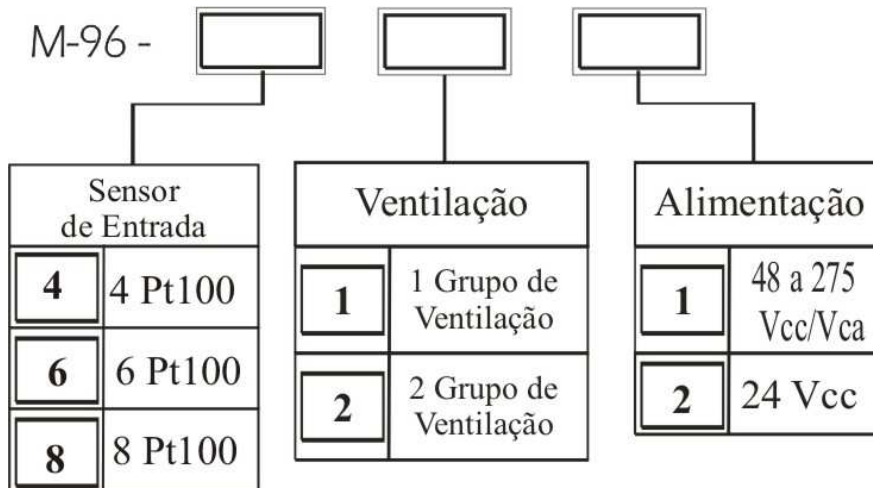 M-96 -
Sensor
de Entrada
4
4 Pt100
6
6 Pt100
8
8 Pt100
Ventilação
1
1 Grupo de
Ventilação
2
2 Grupo de
Ventilação
Alimentação
1
48 a 275
Vcc/Vca
2
24 Vcc